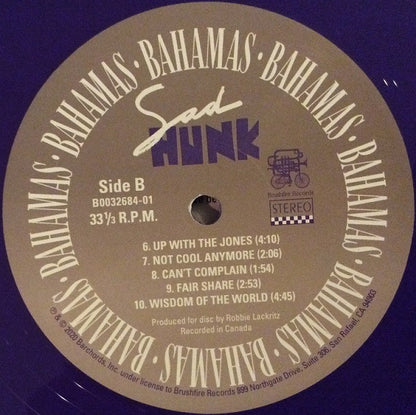 BAHAMAS · BAHAMAS · BAHAMAS · BAHAMAS · BAHAMAS · BAHAMAS · BAHAMAS · BAHAMAS ·
Sad
HUNK
Side B
B0032684-01
33 1/3 R.P.M.
Brushfire Records
STEREO
6. UP WITH THE JONES (4:10)
7. NOT COOL ANYMORE (2:06)
8. CAN'T COMPLAIN (1:54)
9. FAIR SHARE (2:53)
10. WISDOM OF THE WORLD (4:45)
Produced for disc by Robbie Lackritz
Recorded in Canada
℗ & © 2020 Barchords, Inc. under license to Brushfire Records 899 Northgate Drive, Suite 306, San Rafael, CA 94903